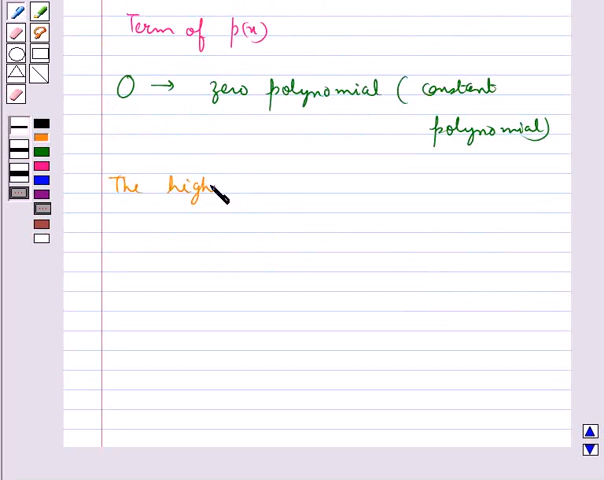 Term of p(x)
0 → zero polynomial ( constant
polynomial)
The high